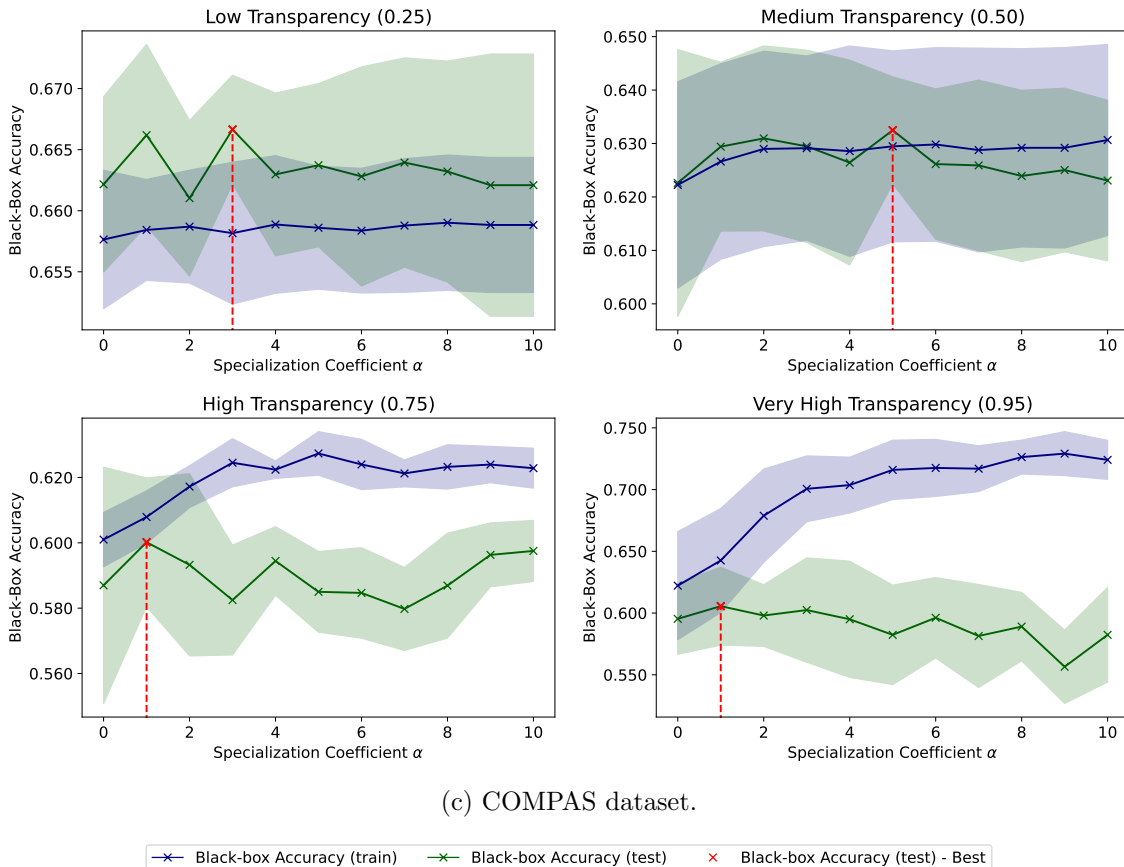 Low Transparency (0.25)
Black-Box Accuracy
0.670
0.665
0.660
0.655
0 2 4 6 8 10
Specialization Coefficient α
Medium Transparency (0.50)
Black-Box Accuracy
0.650
0.640
0.630
0.620
0.610
0.600
0 2 4 6 8 10
Specialization Coefficient α
High Transparency (0.75)
Black-Box Accuracy
0.620
0.600
0.580
0.560
0 2 4 6 8 10
Specialization Coefficient α
Very High Transparency (0.95)
Black-Box Accuracy
0.750
0.700
0.650
0.600
0.550
0 2 4 6 8 10
Specialization Coefficient α
(c) COMPAS dataset.
Black-box Accuracy (train) Black-box Accuracy (test) Black-box Accuracy (test) - Best